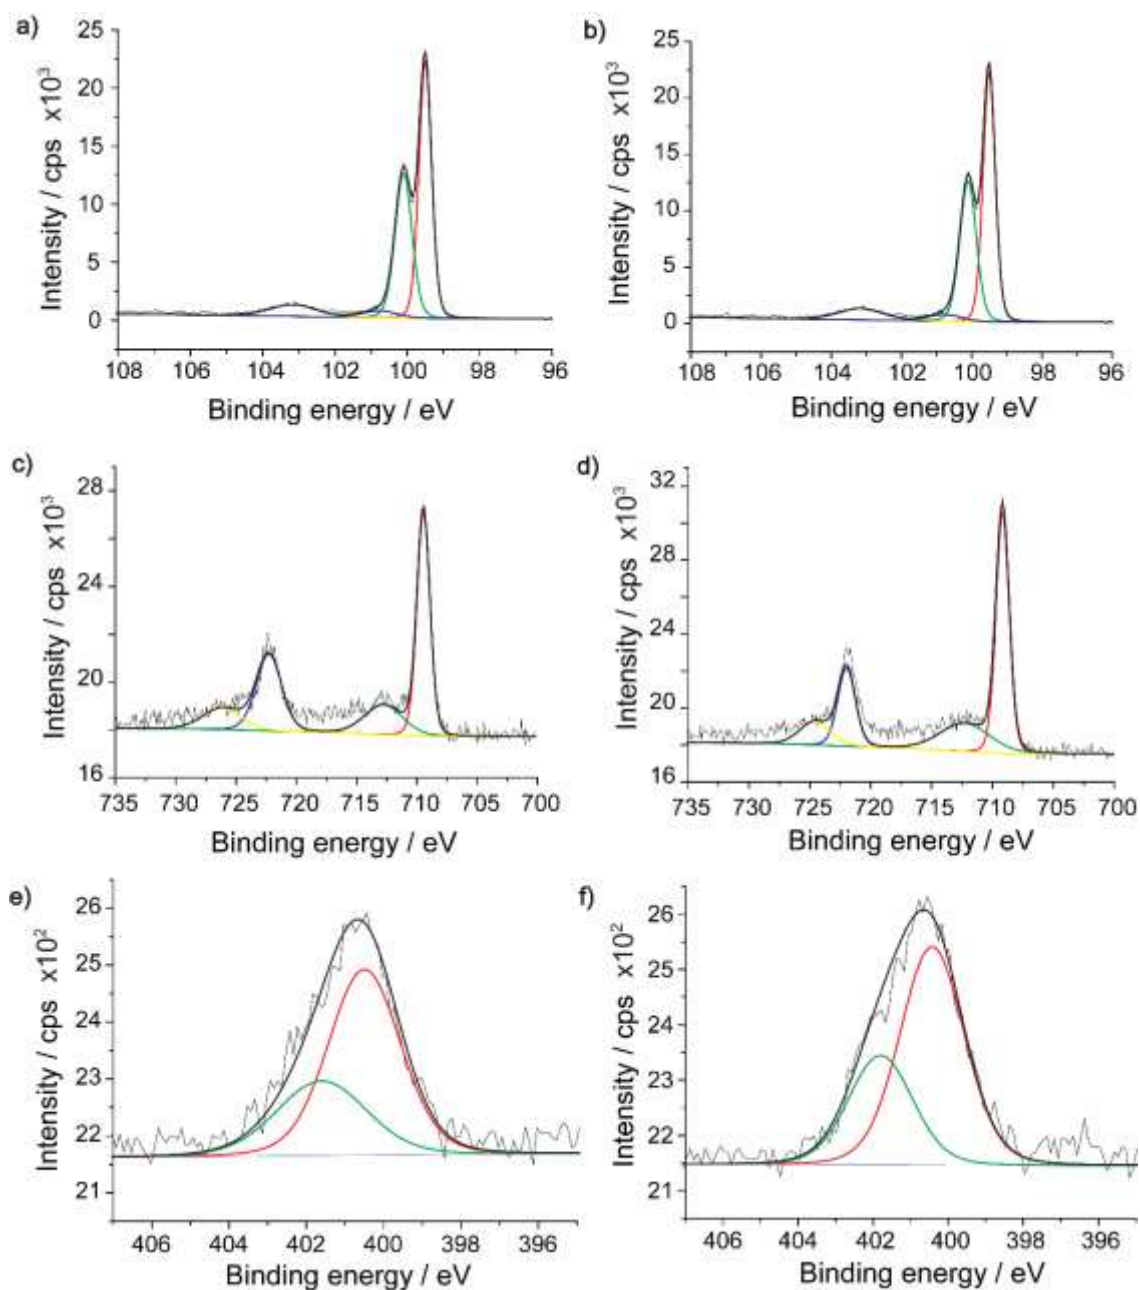 a)
Intensity / cps x10³
25
20
15
10
5
0
108 106 104 102 100 98 96
Binding energy / eV
b)
Intensity / cps x10³
25
20
15
10
5
0
108 106 104 102 100 98 96
Binding energy / eV
c)
Intensity / cps x10³
28
24
20
16
735 730 725 720 715 710 705 700
Binding energy / eV
d)
Intensity / cps x10³
32
28
24
20
16
735 730 725 720 715 710 705 700
Binding energy / eV
e)
Intensity / cps x10²
26
25
24
23
22
21
406 404 402 400 398 396
Binding energy / eV
f)
Intensity / cps x10²
26
25
24
23
22
21
406 404 402 400 398 396
Binding energy / eV